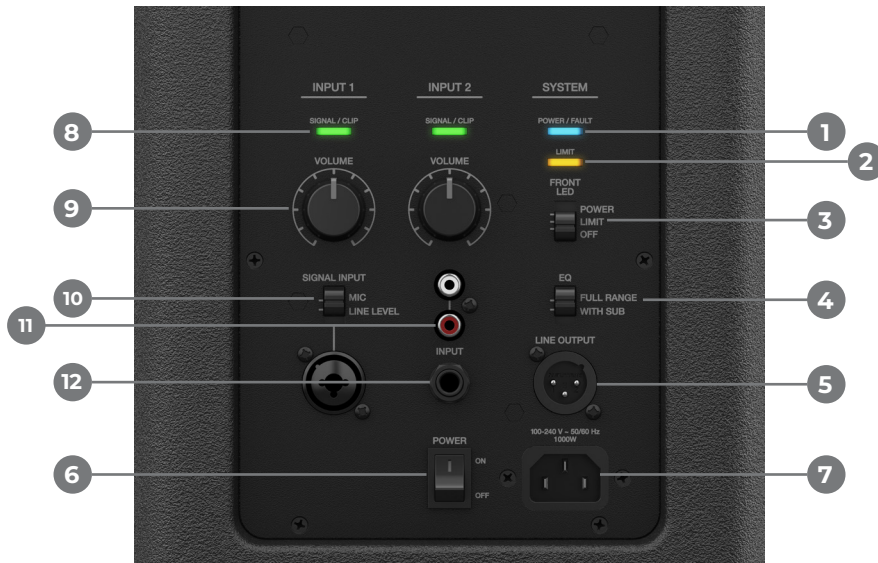 INPUT 1
INPUT 2
SYSTEM
8
SIGNAL / CLIP
SIGNAL / CLIP
POWER / FAULT
1
LIMIT
2
VOLUME
VOLUME
FRONT
LED
9
POWER
LIMIT
OFF
3
SIGNAL INPUT
EQ
10
MIC
LINE LEVEL
FULL RANGE
WITH SUB
4
11
INPUT
LINE OUTPUT
12
5
POWER
100-240 V ~ 50/60 Hz
1000W
6
ON
OFF
7